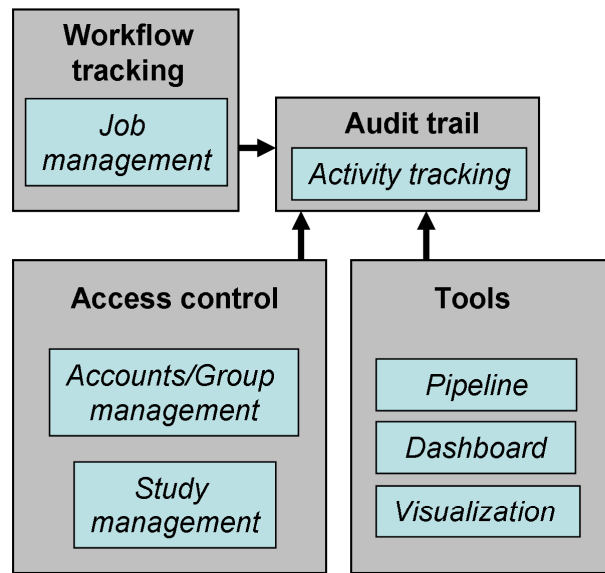 Workflow
tracking
Job
management
Audit trail
Activity tracking
Access control
Accounts/Group
management
Study
management
Tools
Pipeline
Dashboard
Visualization